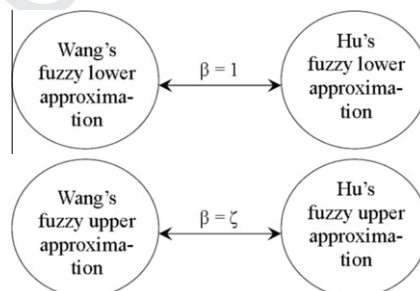 Wang's
fuzzy lower
approxima-
tion
β = 1
Hu's
fuzzy lower
approxima-
tion
Wang's
fuzzy upper
approxima-
tion
β = ζ
Hu's
fuzzy upper
approxima-
tion